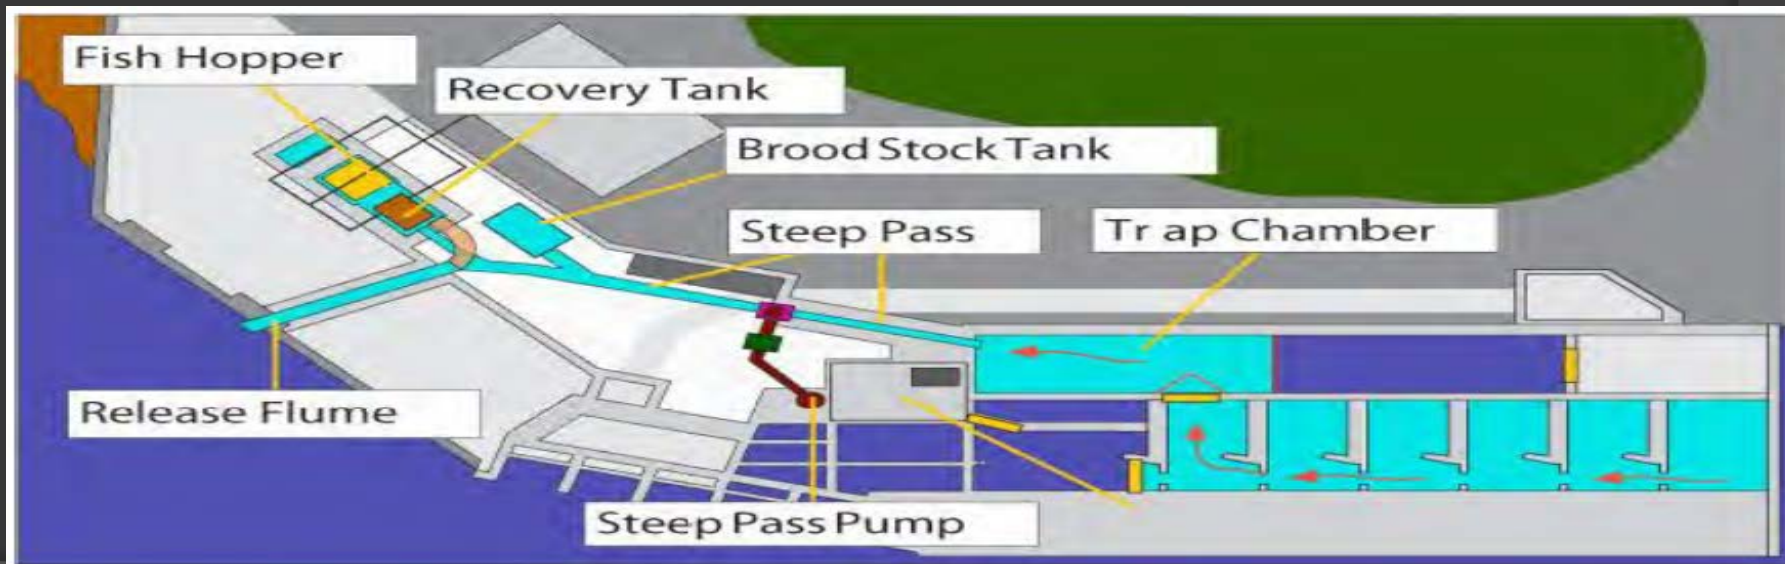 Fish Hopper
Recovery Tank
Brood Stock Tank
Steep Pass
Tr ap Chamber
Release Flume
Steep Pass Pump